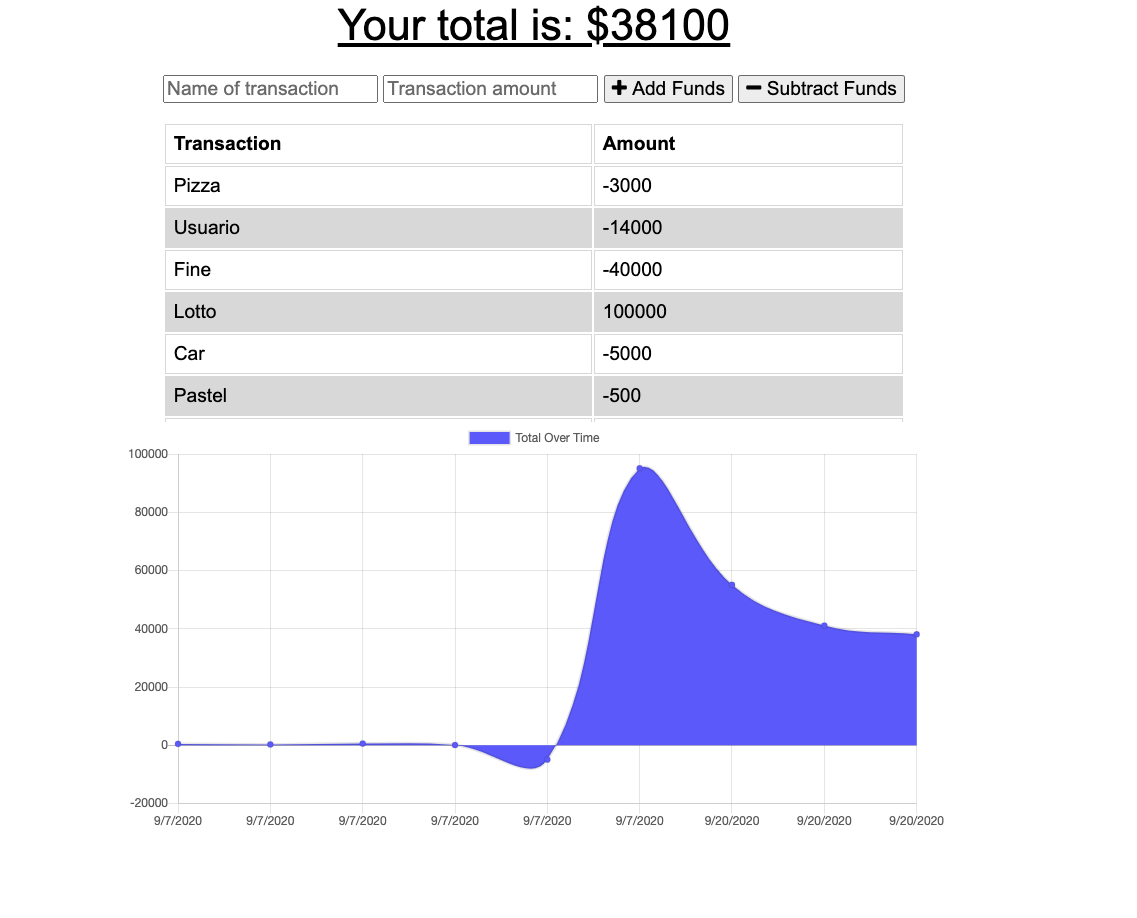 Your total is: $38100
Name of transaction Transaction amount Add Funds Subtract Funds
Transaction Amount
Pizza -3000
Usuario -14000
Fine -40000
Lotto 100000
Car -5000
Pastel -500
Total Over Time
100000
80000
60000
40000
20000
0
-20000
9/7/2020 9/7/2020 9/7/2020 9/7/2020 9/7/2020 9/7/2020 9/20/2020 9/20/2020 9/20/2020